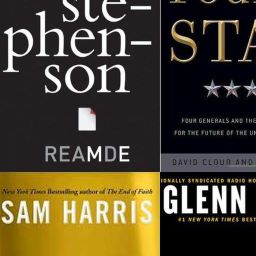 ste–
phen–
son
REAMDE
STA
FOUR GENERALS AND THE
FOR THE FUTURE OF THE UN
DAVID CLOUD AND
New York Times Bestselling author of The End of Faith
SAM HARRIS
IONALLY SYNDICATED RADIO HO
GLENN
#1 NEW YORK TIMES BEST